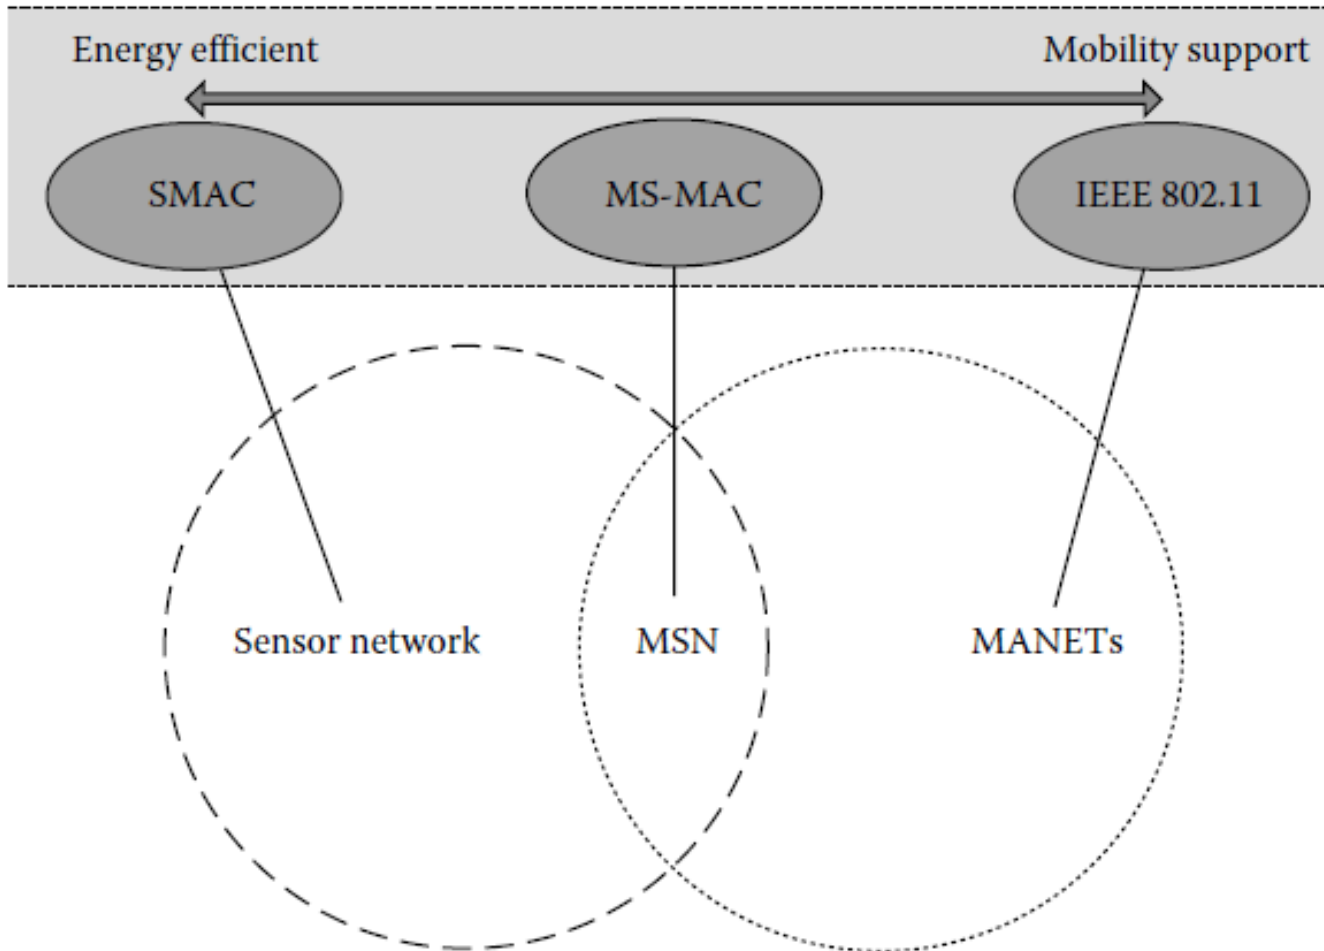 Energy efficient
Mobility support
SMAC
MS-MAC
IEEE 802.11
Sensor network
MSN
MANETs